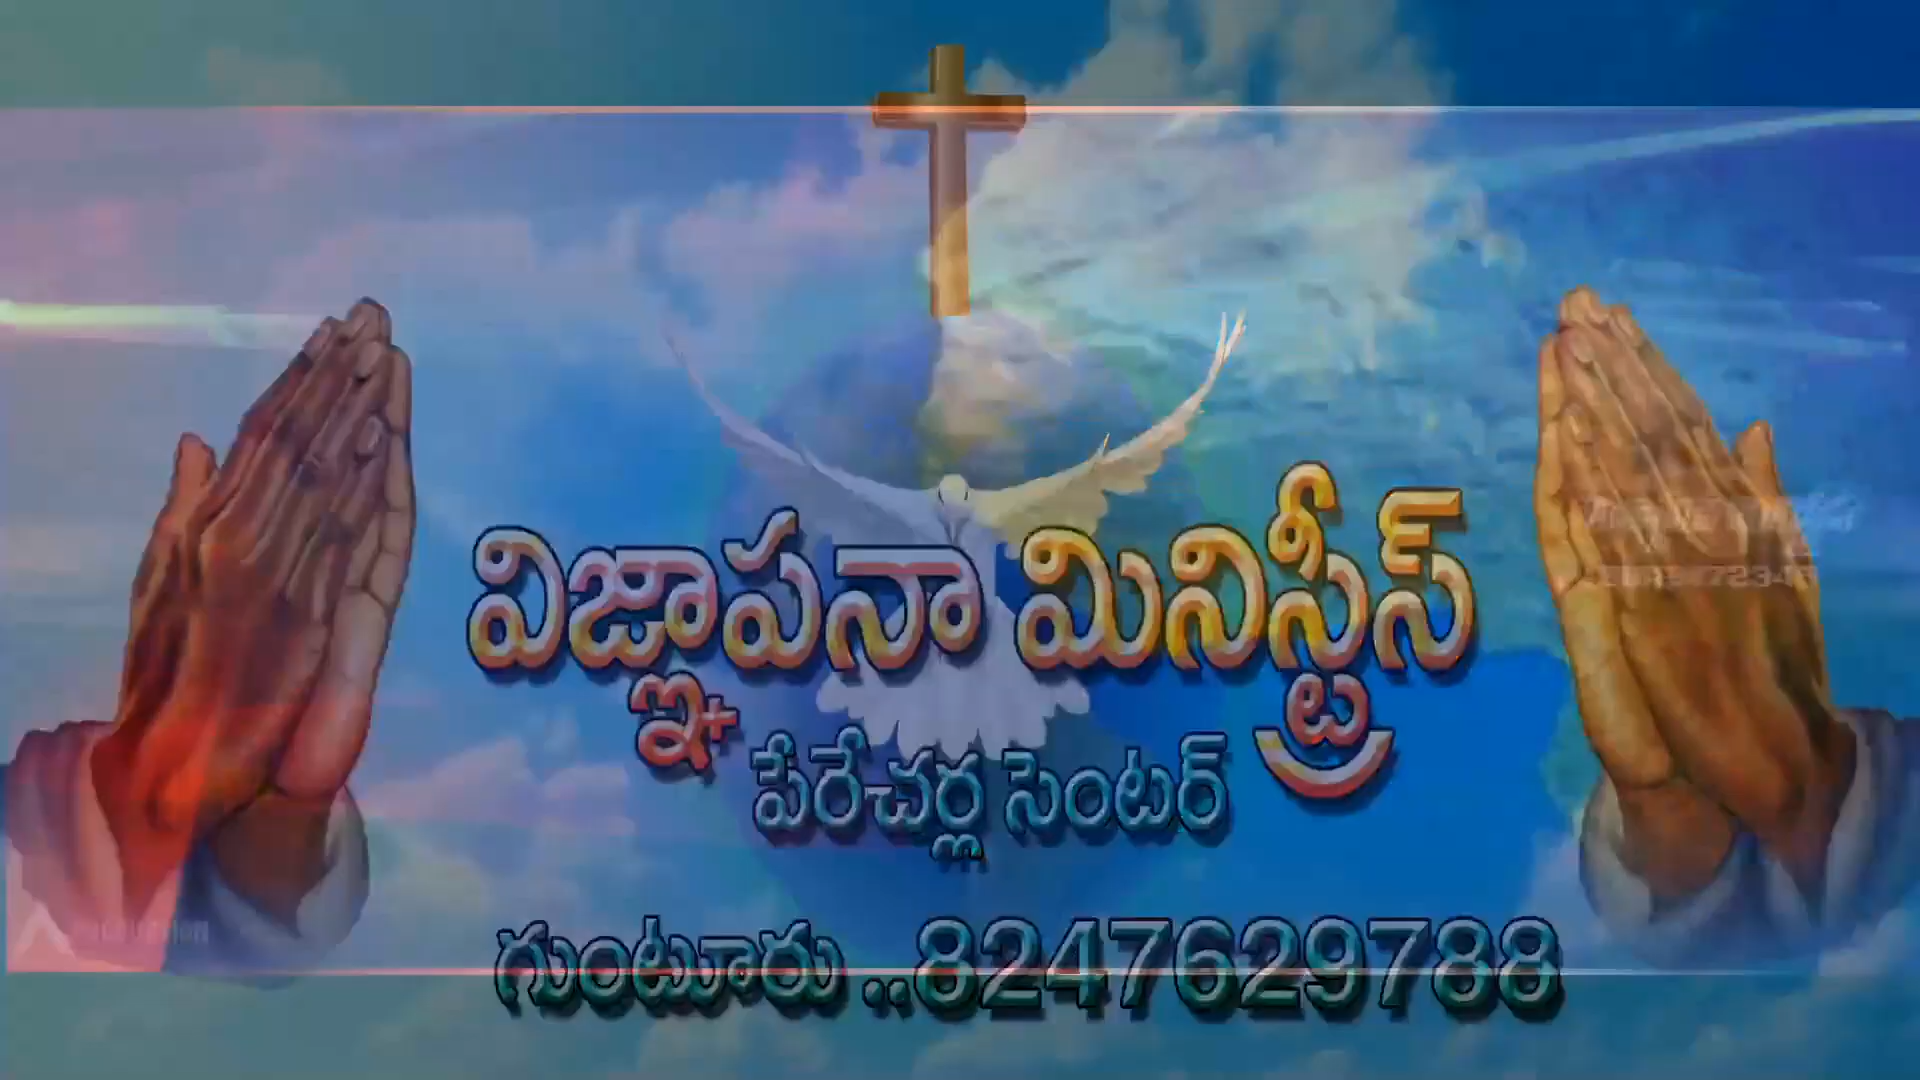 విజ్ఞాపనా మినిస్ట్రీస్
పేరేచర్ల సెంటర్
గుంటూరు ..8247629788